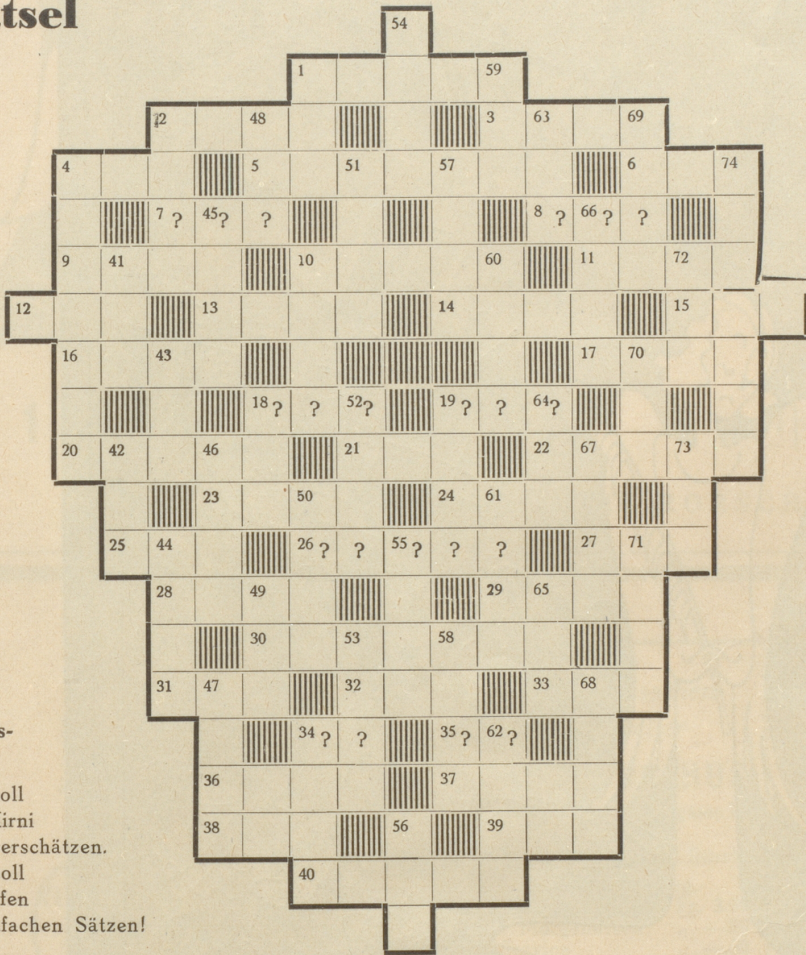 tsel
54
1 59
12 48 3 63 69
4 5 51 57 6 74
7 ? 45 ? ? 8 ? 66 ? ?
9 41 10 60 11 72
12 13 14 15
16 43 17 70
18 ? ? 52 ? 19 ? ? 64 ?
20 42 46 21 22 67 73
23 50 24 61
25 44 26 ? ? 55 ? ? ? 27 71
28 49 29 65
30 53 58
31 47 32 33 68
s-
34 ? ? 35 ? 62 ?
oll
36 37
irni
erschätzen.
38 56 39
oll
40
fen
fachen Sätzen!